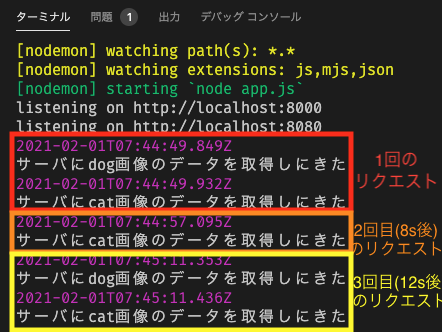 ターミナル 問題 1 出力 デバッグ コンソール
[nodemon] watching path(s): *.*
[nodemon] watching extensions: js,mjs,json
[nodemon] starting `node app.js`
listening on http://localhost:8000
listening on http://localhost:8080
2021-02-01T07:44:49.849Z
サーバにdog画像のデータを取得しにきた
2021-02-01T07:44:49.932Z
サーバにcat画像のデータを取得しにきた
1回の
リクエスト
2021-02-01T07:44:57.095Z
サーバにcat画像のデータを取得しにきた
2回目(8s後)
のリクエスト
2021-02-01T07:45:11.353Z
サーバにdog画像のデータを取得しにきた
2021-02-01T07:45:11.436Z
サーバにcat画像のデータを取得しにきた
3回目(12s後)
のリクエスト